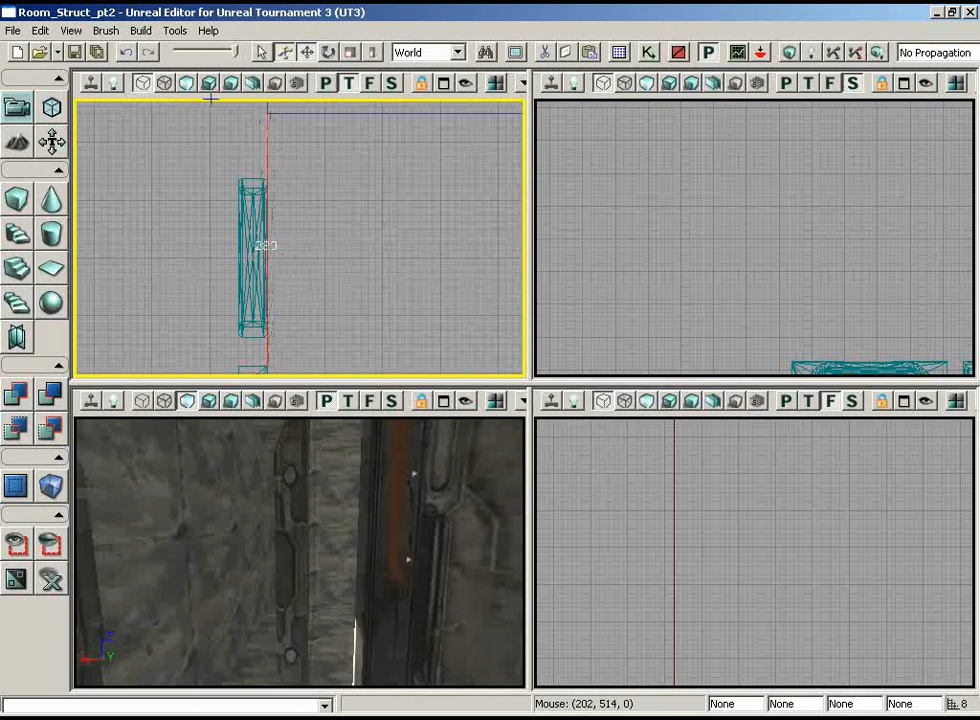 Room_Struct_pt2 - Unreal Editor for Unreal Tournament 3 (UT3)
File Edit View Brush Build Tools Help
World P No Propagation
P T F S P T F S
280
P T F S P T F S
Z
Y
Mouse: (202, 514, 0) None None None None 8